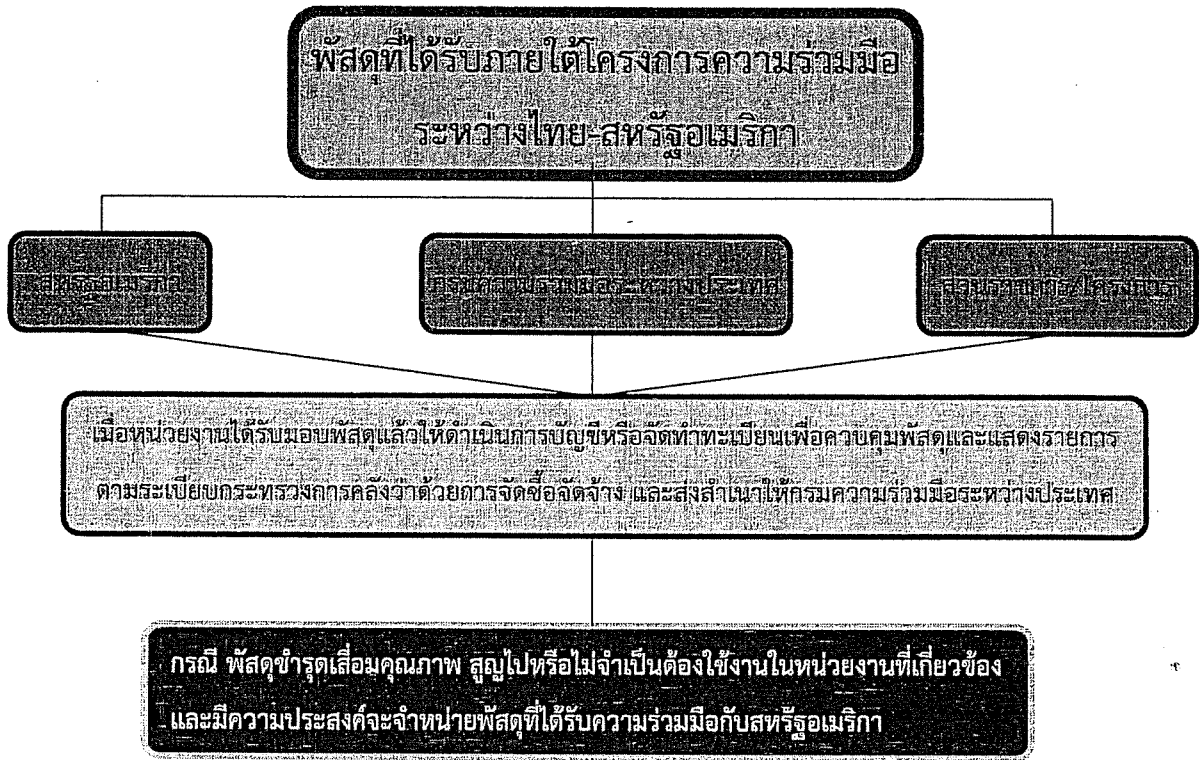 พัสดุที่ได้รับภายใต้โครงการความร่วมมือ
ระหว่างไทย-สหรัฐอเมริกา
สหรัฐอเมริกา
กรมความร่วมมือระหว่างประเทศ
ส่วนราชการ/โครงการ
เมื่อหน่วยงานได้รับมอบพัสดุแล้วให้ดำเนินการบัญชีหรือจัดทำทะเบียนเพื่อควบคุมพัสดุและแสดงรายการ
ตามระเบียบกระทรวงการคลังว่าด้วยการจัดซื้อจัดจ้าง และส่งสำเนาให้กรมความร่วมมือระหว่างประเทศ
กรณี พัสดุชำรุดเสื่อมคุณภาพ สูญไปหรือไม่จำเป็นต้องใช้งานในหน่วยงานที่เกี่ยวข้อง
และมีความประสงค์จะจำหน่ายพัสดุที่ได้รับความร่วมมือกับสหรัฐอเมริกา